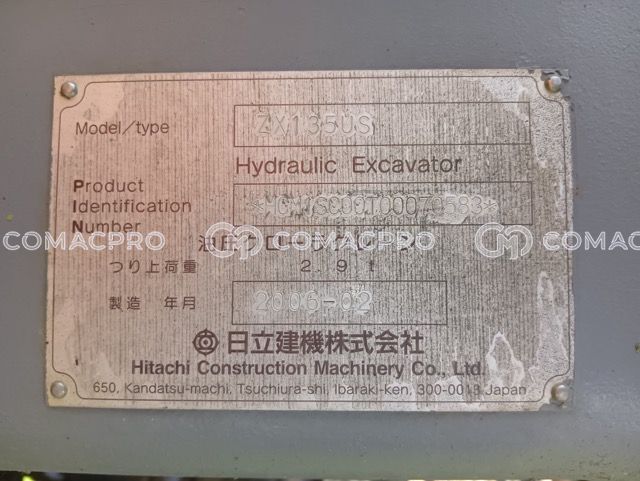 Model/type ZX135US
Hydraulic Excavator
Product
Identification
Number
COMACPRO COMACPRO
つり上荷重 2.9t
製造 年月 2006-02
日立建機株式会社
Hitachi Construction Machinery Co., Ltd.
650, Kandatsu-machi, Tsuchiura-shi, Ibaraki-ken, 300-0013 Japan